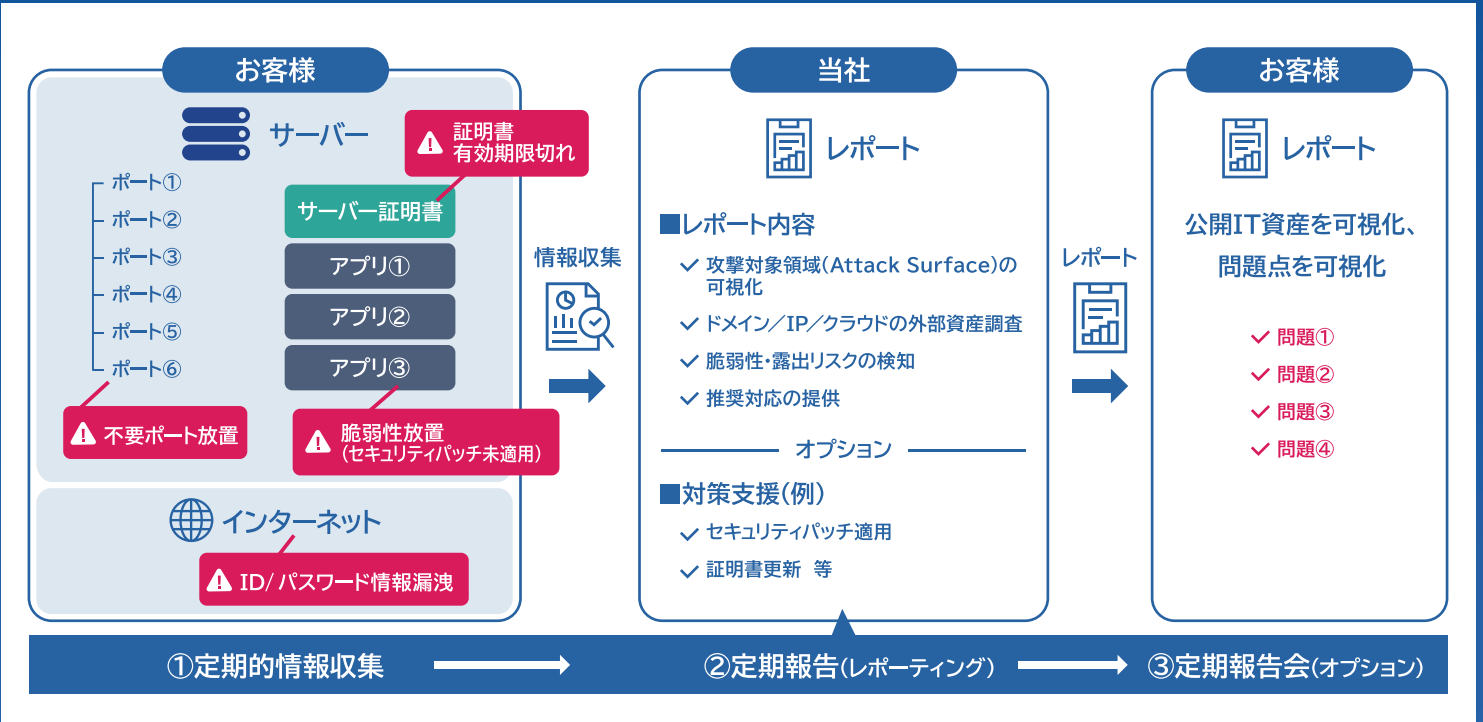 お客様
サーバー
証明書
有効期限切れ
ポート①
ポート②
ポート③
ポート④
ポート⑤
ポート⑥
サーバー証明書
アプリ①
アプリ②
アプリ③
不要ポート放置
脆弱性放置
(セキュリティパッチ未適用)
インターネット
ID/パスワード情報漏洩
情報収集
当社
レポート
■レポート内容
攻撃対象領域(Attack Surface)の
可視化
ドメイン／IP／クラウドの外部資産調査
脆弱性・露出リスクの検知
推奨対応の提供
オプション
■対策支援(例)
セキュリティパッチ適用
証明書更新 等
レポート
お客様
レポート
公開IT資産を可視化、
問題点を可視化
問題①
問題②
問題③
問題④
①定期的情報収集
②定期報告(レポーティング)
③定期報告会(オプション)